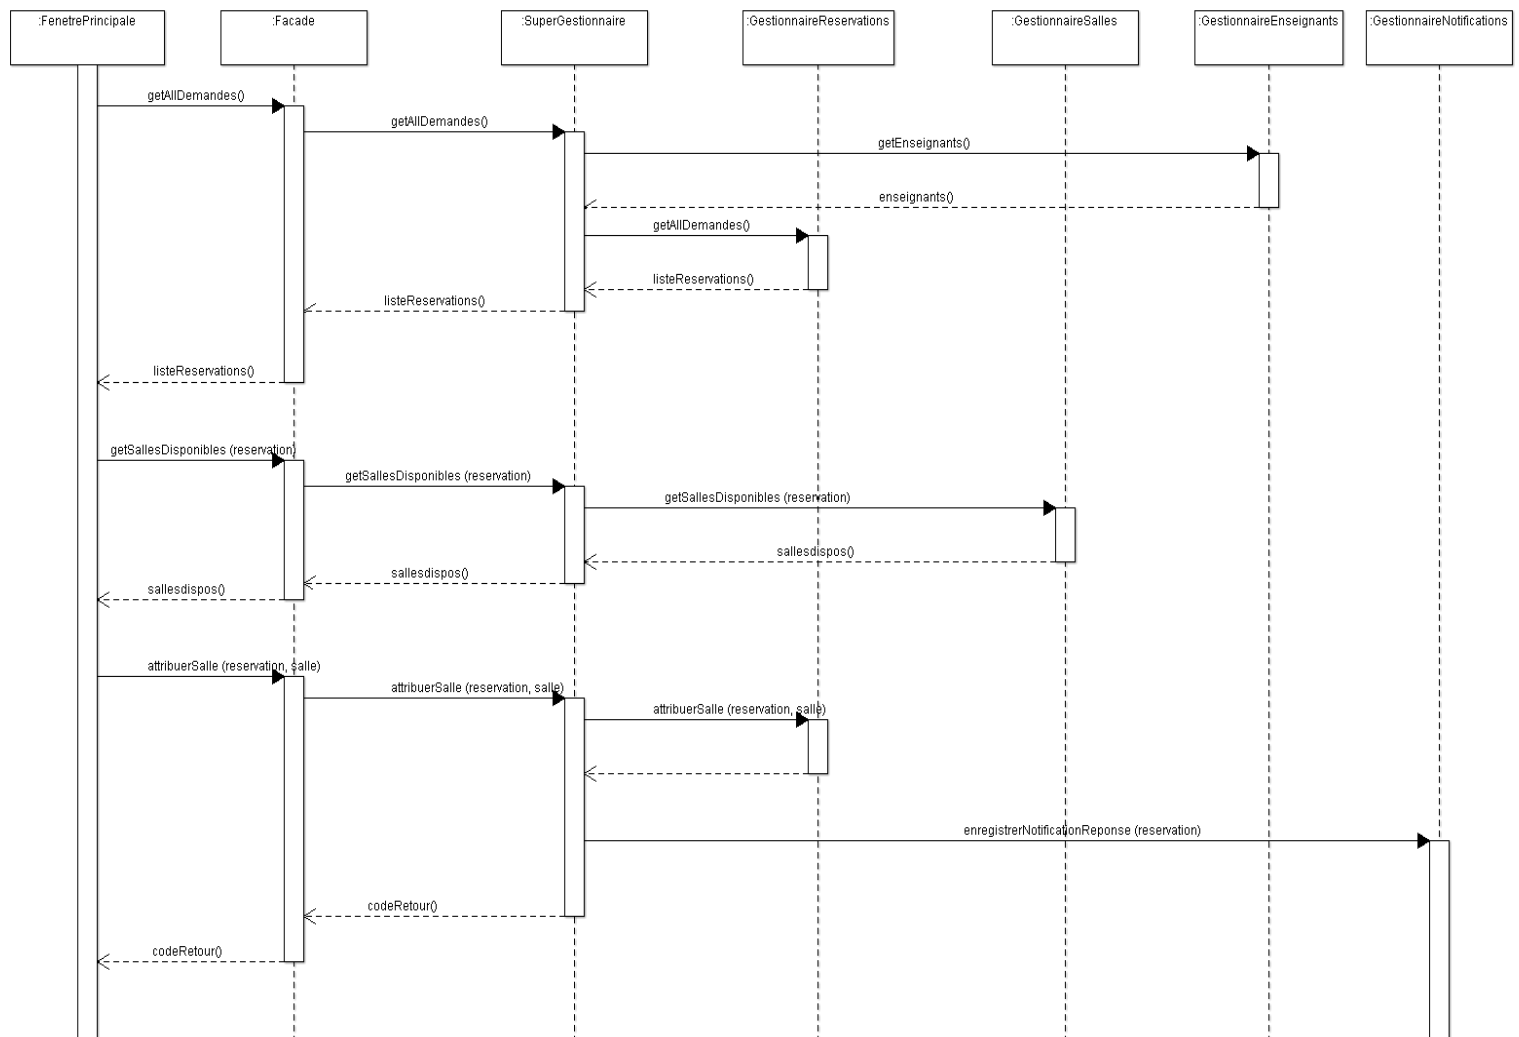 :FenetrePrincipale
:Facade
:SuperGestionnaire
:GestionnaireReservations
:GestionnaireSalles
:GestionnaireEnseignants
:GestionnaireNotifications
getAllDemandes()
getAllDemandes()
getEnseignants()
enseignants()
getAllDemandes()
listeReservations()
listeReservations()
listeReservations()
getSallesDisponibles (reservation)
getSallesDisponibles (reservation)
getSallesDisponibles (reservation)
sallesdispos()
sallesdispos()
sallesdispos()
attribuerSalle (reservation, salle)
attribuerSalle (reservation, salle)
attribuerSalle (reservation, salle)
enregistrerNotificationReponse (reservation)
codeRetour()
codeRetour()